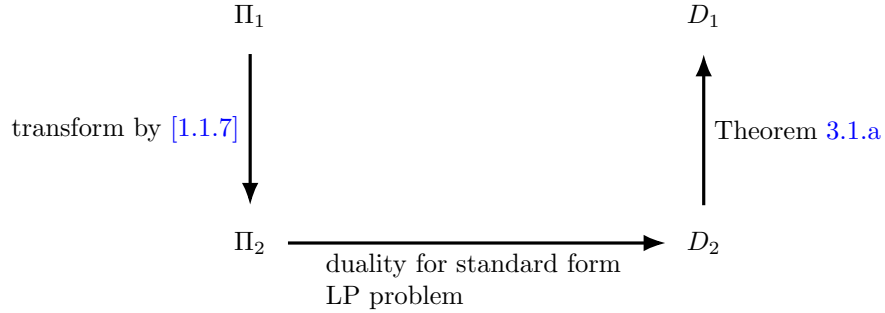 Π₁
D₁
transform by [1.1.7]
Theorem 3.1.a
Π₂
D₂
duality for standard form
LP problem